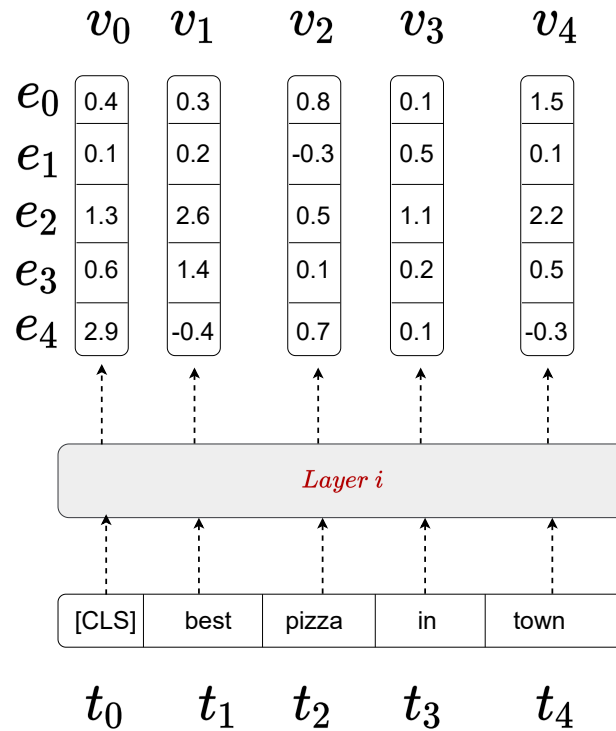 v0 v1 v2 v3 v4
e0 0.4 0.3 0.8 0.1 1.5
e1 0.1 0.2 -0.3 0.5 0.1
e2 1.3 2.6 0.5 1.1 2.2
e3 0.6 1.4 0.1 0.2 0.5
e4 2.9 -0.4 0.7 0.1 -0.3
Layer i
[CLS] best pizza in town
t0 t1 t2 t3 t4